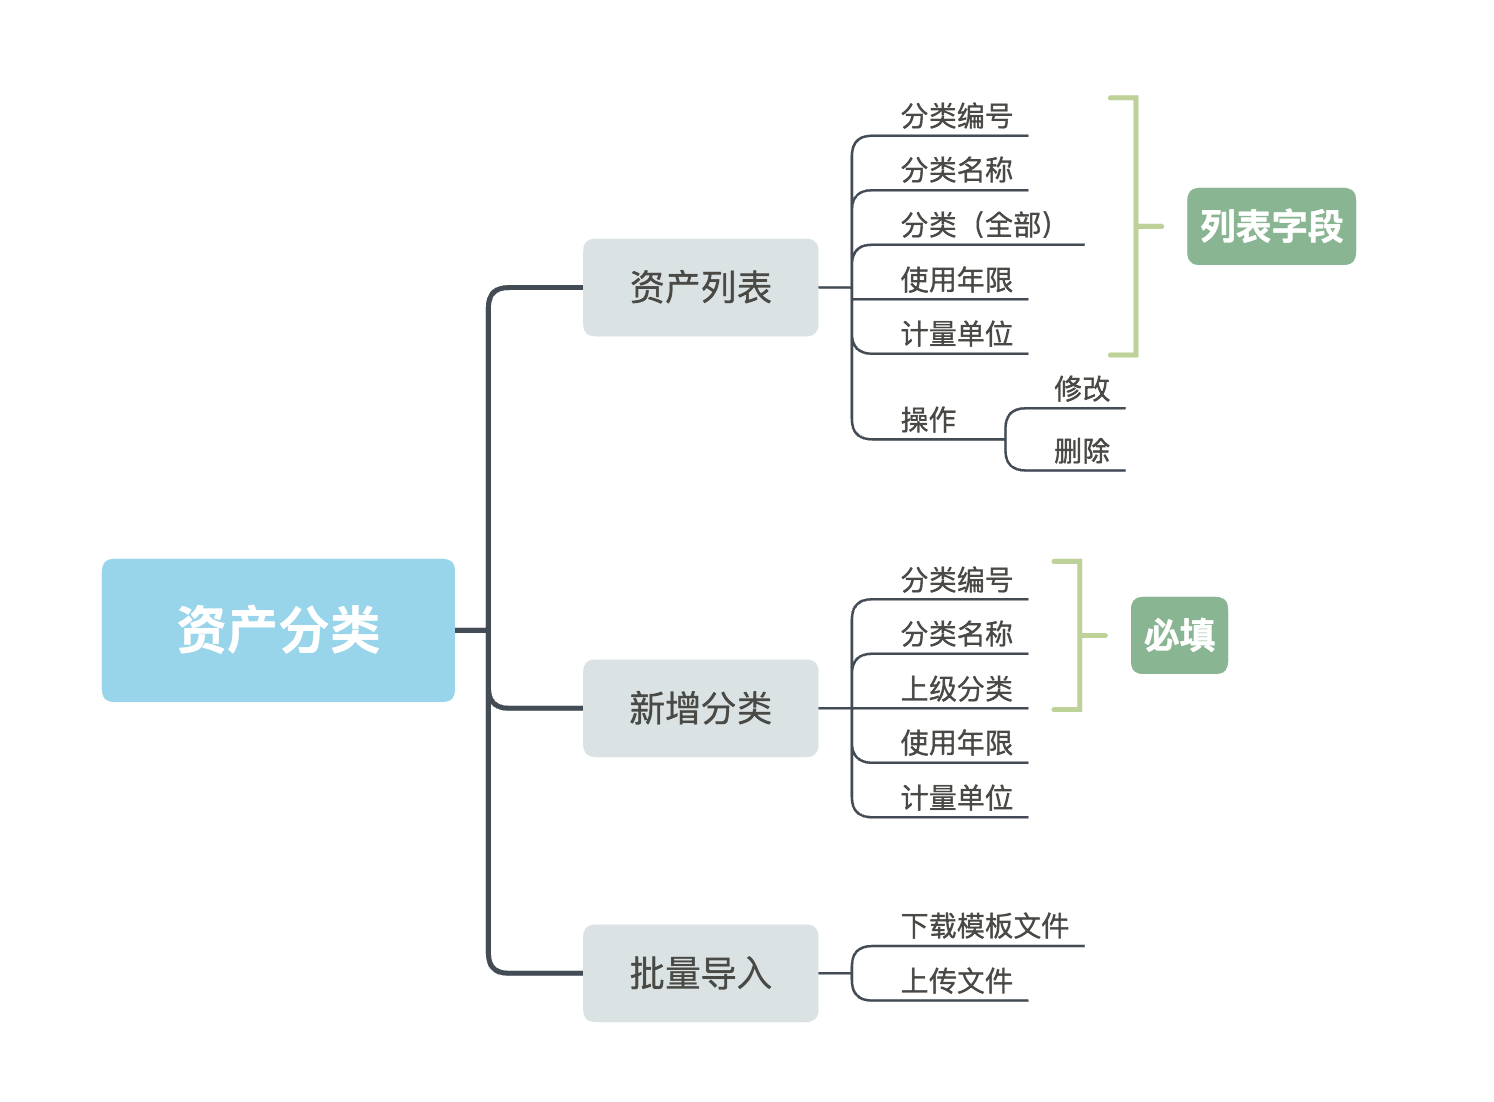 资产分类
资产列表
分类编号
分类名称
分类（全部）
使用年限
计量单位
列表字段
操作
修改
删除
新增分类
分类编号
分类名称
上级分类
使用年限
计量单位
必填
批量导入
下载模板文件
上传文件